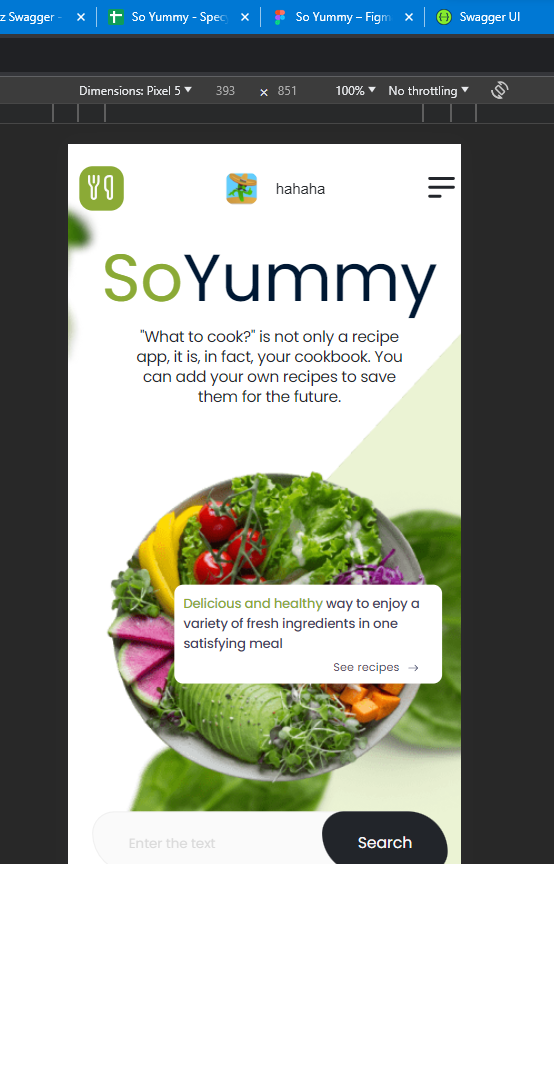 z Swagger -
So Yummy - Spec
So Yummy – Figm
Swagger UI
Dimensions: Pixel 5 393 × 851 100% No throttling
hahaha
SoYummy
"What to cook?" is not only a recipe
app, it is, in fact, your cookbook. You
can add your own recipes to save
them for the future.
Delicious and healthy way to enjoy a
variety of fresh ingredients in one
satisfying meal
See recipes →
Enter the text
Search